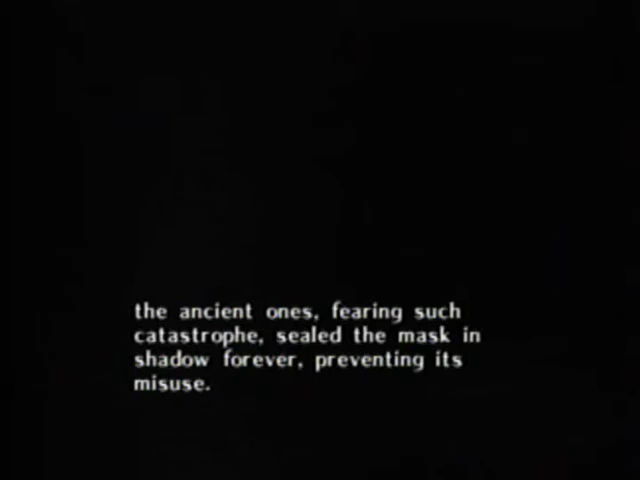 the ancient ones, fearing such
catastrophe, sealed the mask in
shadow forever, preventing its
misuse.